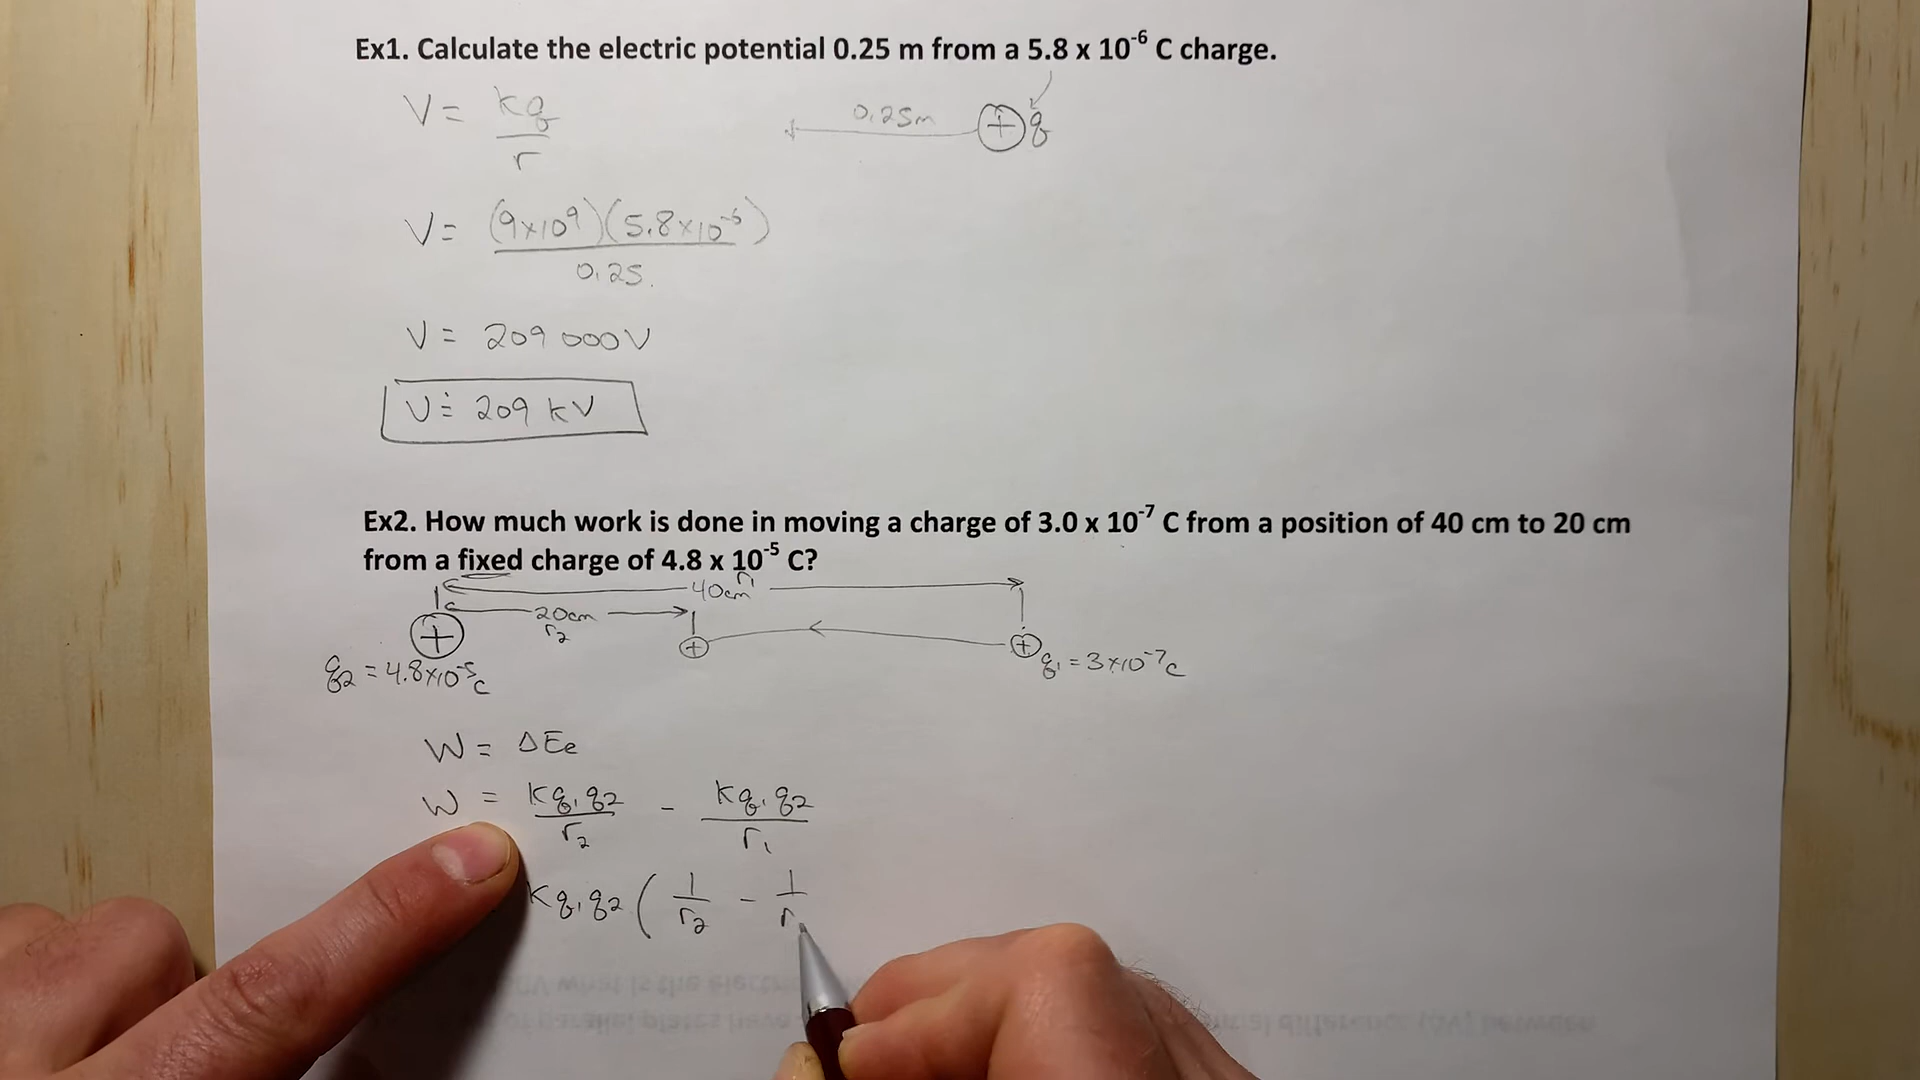 Ex1. Calculate the electric potential 0.25 m from a 5.8 x 10⁻⁶ C charge.
V = kq/r
0.25m
+ q
V = (9x10⁹)(5.8x10⁻⁶)/0.25
V = 209 000V
V ≐ 209 kV
Ex2. How much work is done in moving a charge of 3.0 x 10⁻⁷ C from a position of 40 cm to 20 cm
from a fixed charge of 4.8 x 10⁻⁵ C?
r₁
40cm
20cm
r₂
+ + +
q₂ = 4.8x10⁻⁵C
q₁ = 3x10⁻⁷C
W = ΔEe
W = kq₁q₂/r₂ - kq₁q₂/r₁
kq₁q₂ (1/r₂ - 1/r